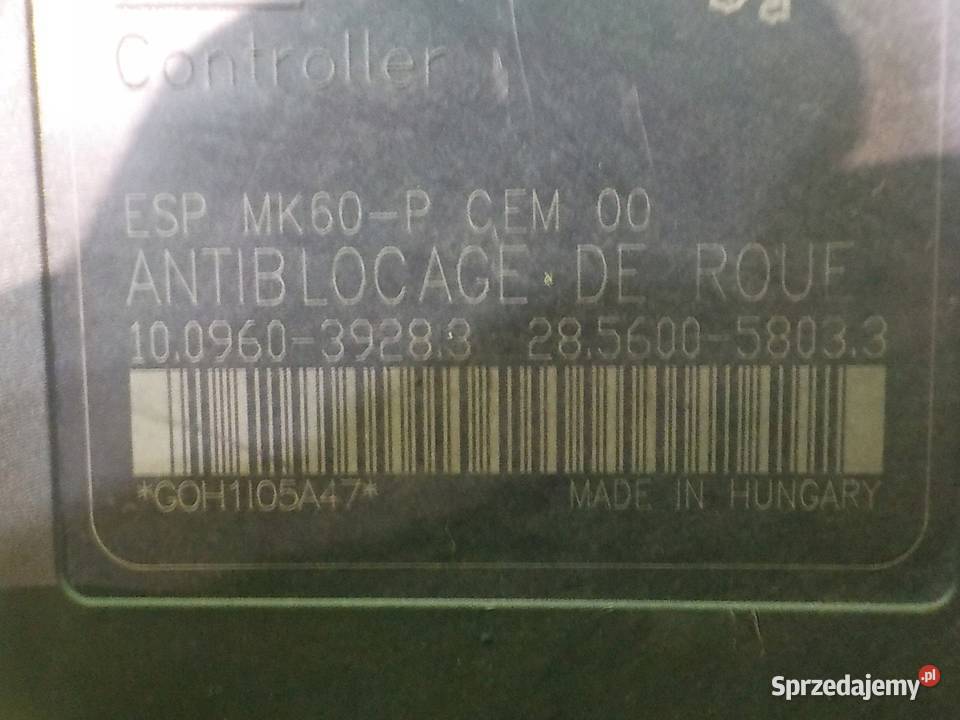 Controller
ESP MK60-P CEM 00
ANTIBLOCAGE DE ROUE
10.0960-3928.3 28.5600-5803.3
*G0H1I05A47*
MADE IN HUNGARY
Sprzedajemy.pl